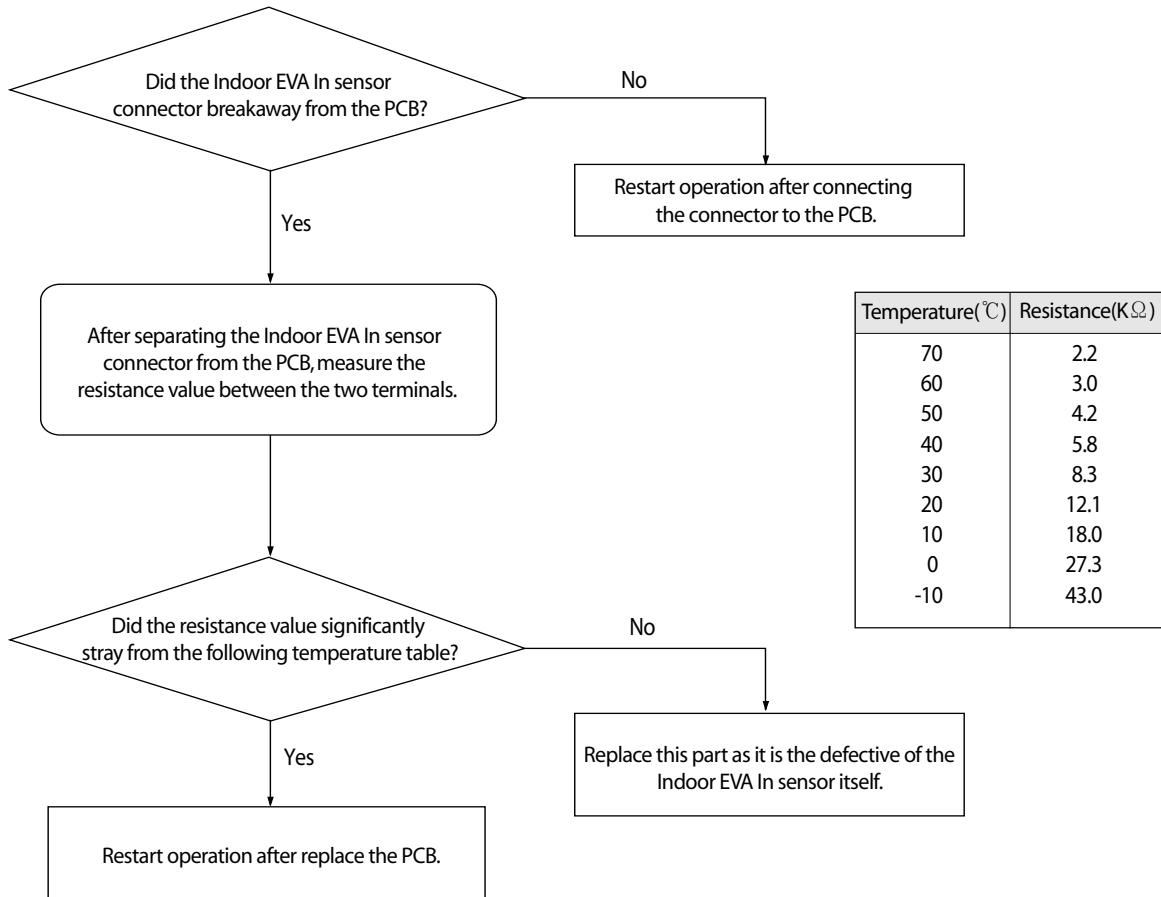 Did the Indoor EVA In sensor
connector breakaway from the PCB?
No
Restart operation after connecting
the connector to the PCB.
Yes
After separating the Indoor EVA In sensor
connector from the PCB, measure the
resistance value between the two terminals.
Temperature(℃) Resistance(KΩ)
70 2.2
60 3.0
50 4.2
40 5.8
30 8.3
20 12.1
10 18.0
0 27.3
-10 43.0
Did the resistance value significantly
stray from the following temperature table?
No
Replace this part as it is the defective of the
Indoor EVA In sensor itself.
Yes
Restart operation after replace the PCB.